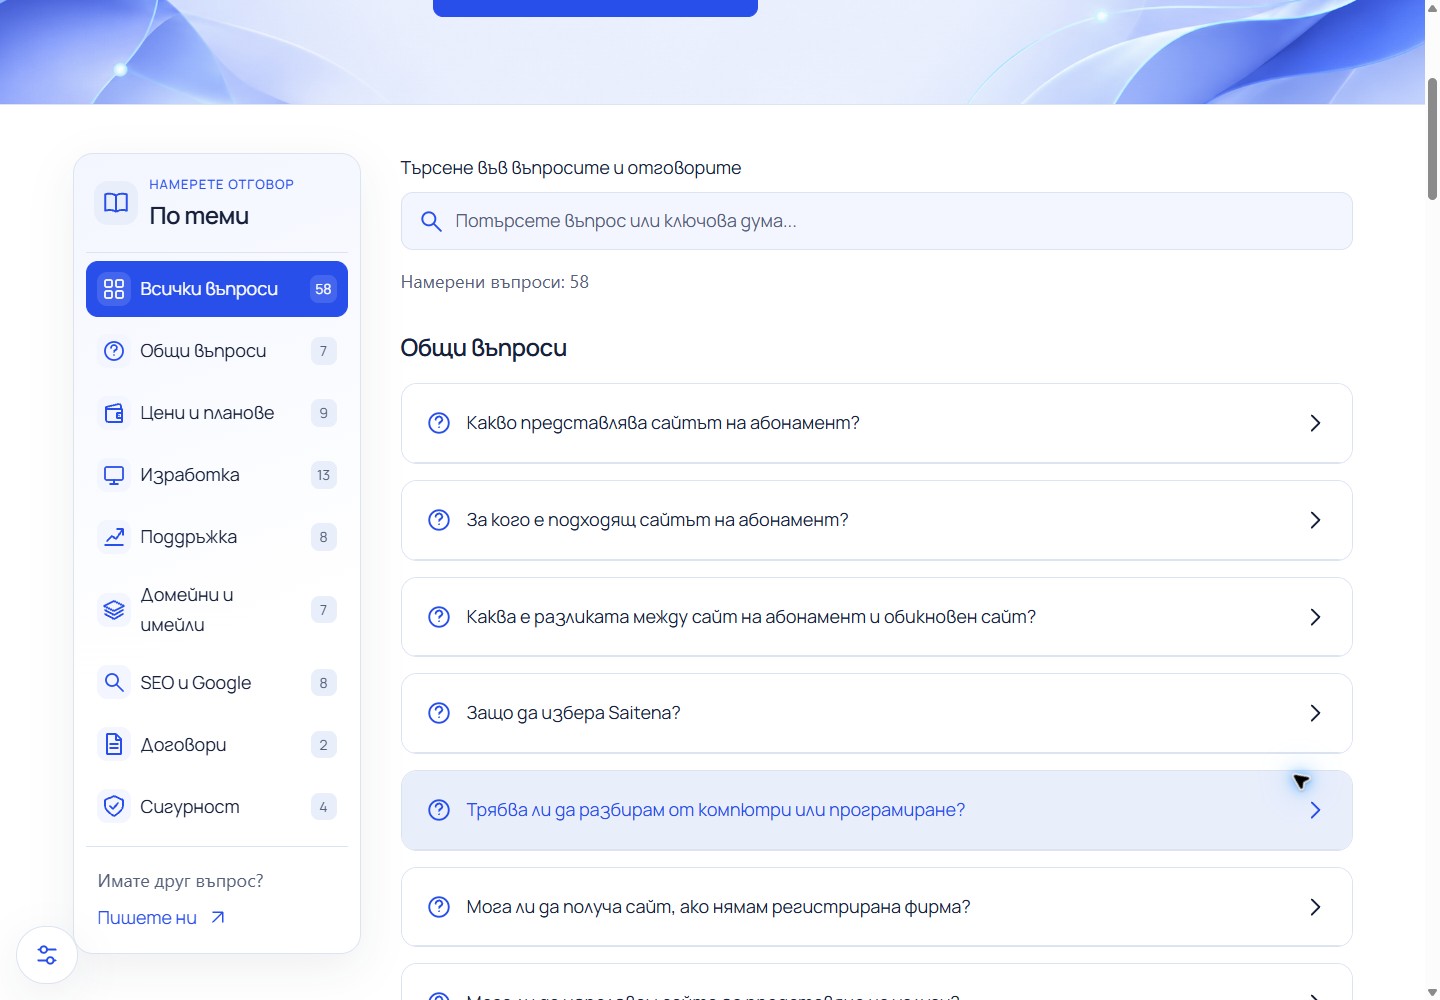 НАМЕРЕТЕ ОТГОВОР
По теми
Всички въпроси 58
Общи въпроси 7
Цени и планове 9
Изработка 13
Поддръжка 8
Домейни и
имейли 7
SEO и Google 8
Договори 2
Сигурност 4
Имате друг въпрос?
Пишете ни
Търсене във въпросите и отговорите
Потърсете въпрос или ключова дума...
Намерени въпроси: 58
Общи въпроси
Какво представлява сайтът на абонамент?
За кого е подходящ сайтът на абонамент?
Каква е разликата между сайт на абонамент и обикновен сайт?
Защо да избера Saitena?
Трябва ли да разбирам от компютри или програмиране?
Мога ли да получа сайт, ако нямам регистрирана фирма?